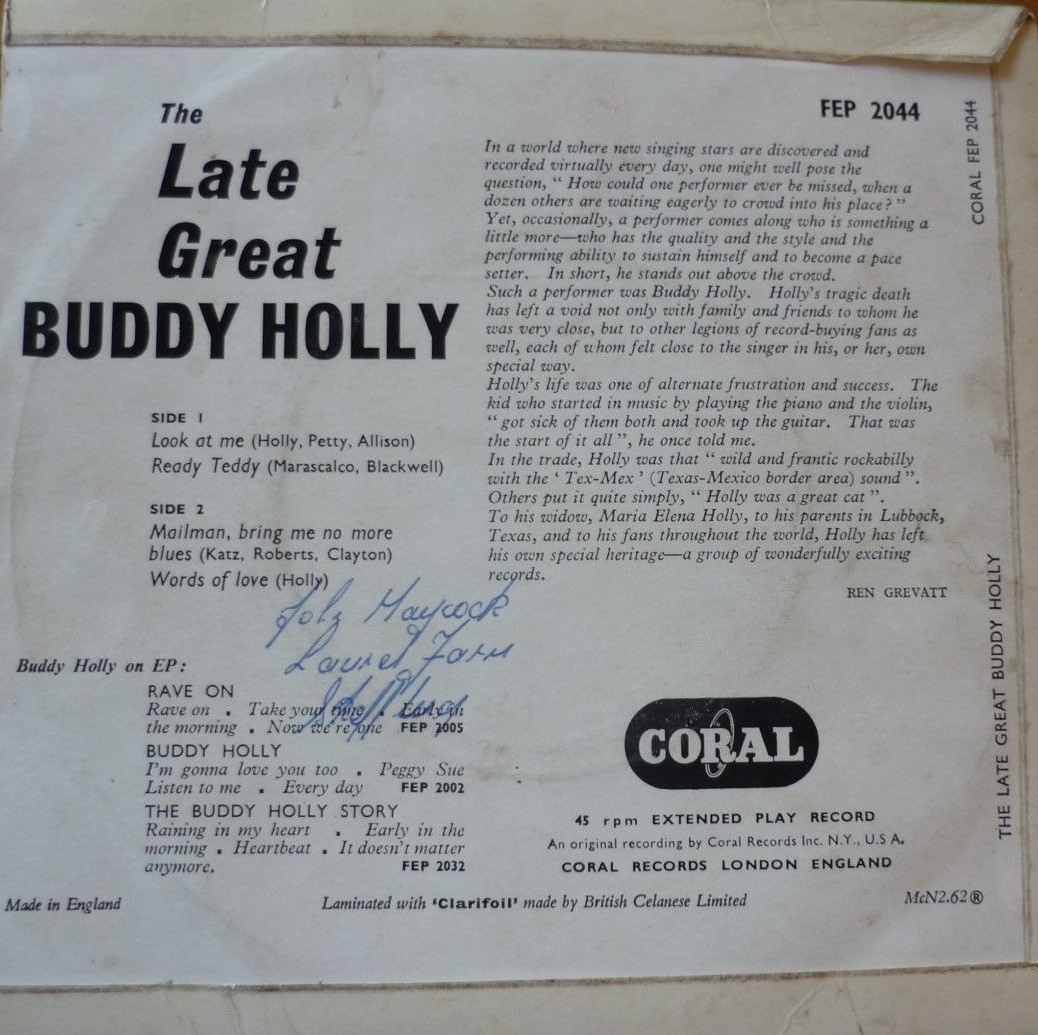 The
Late
Great
BUDDY HOLLY
SIDE 1
Look at me (Holly, Petty, Allison)
Ready Teddy (Marascalco, Blackwell)
SIDE 2
Mailman, bring me no more
blues (Katz, Roberts, Clayton)
Words of love (Holly)
Maycock
Laurel Farm
Buddy Holly on EP:
RAVE ON
Rave on . Take your time . Early in
the morning . Now we're one FEP 2005
BUDDY HOLLY
I'm gonna love you too . Peggy Sue
Listen to me . Every day FEP 2002
THE BUDDY HOLLY STORY
Raining in my heart . Early in the
morning . Heartbeat . It doesn't matter
anymore. FEP 2032
Made in England
FEP 2044
In a world where new singing stars are discovered and
recorded virtually every day, one might well pose the
question, “ How could one performer ever be missed, when a
dozen others are waiting eagerly to crowd into his place? ”
Yet, occasionally, a performer comes along who is something a
little more—who has the quality and the style and the
performing ability to sustain himself and to become a pace
setter. In short, he stands out above the crowd.
Such a performer was Buddy Holly. Holly's tragic death
has left a void not only with family and friends to whom he
was very close, but to other legions of record-buying fans as
well, each of whom felt close to the singer in his, or her, own
special way.
Holly's life was one of alternate frustration and success. The
kid who started in music by playing the piano and the violin,
“ got sick of them both and took up the guitar. That was
the start of it all ”, he once told me.
In the trade, Holly was that “ wild and frantic rockabilly
with the ‘ Tex-Mex ’ (Texas-Mexico border area) sound ”.
Others put it quite simply, “ Holly was a great cat ”.
To his widow, Maria Elena Holly, to his parents in Lubbock,
Texas, and to his fans throughout the world, Holly has left
his own special heritage—a group of wonderfully exciting
records.
REN GREVATT
CORAL
45 rpm EXTENDED PLAY RECORD
An original recording by Coral Records Inc. N.Y., U.S A.
CORAL RECORDS LONDON ENGLAND
Laminated with ‘Clarifoil’ made by British Celanese Limited
McN2.62 ®
CORAL FEP 2044
THE LATE GREAT BUDDY HOLLY